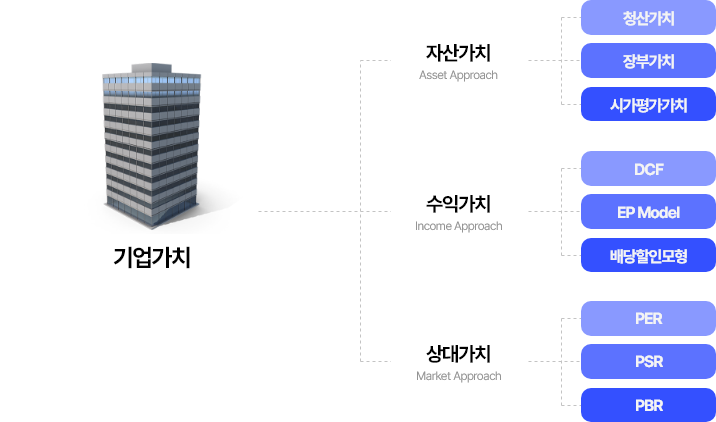 기업가치
자산가치
Asset Approach
청산가치
장부가치
시가평가가치
수익가치
Income Approach
DCF
EP Model
배당할인모형
상대가치
Market Approach
PER
PSR
PBR